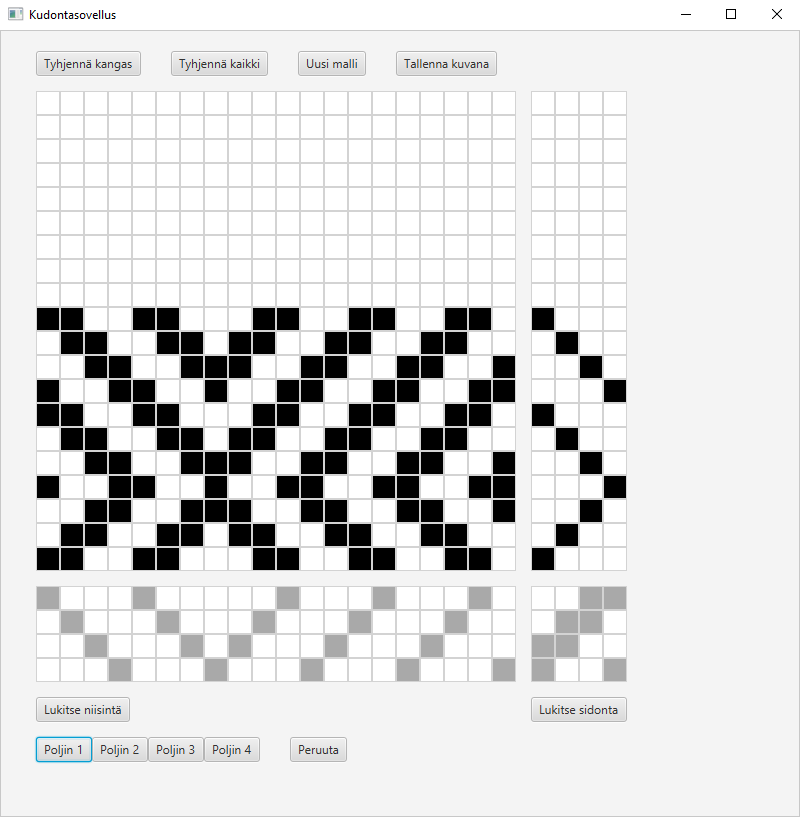 Kudontasovellus
Tyhjennä kangas Tyhjennä kaikki Uusi malli Tallenna kuvana
Lukitse niisintä Lukitse sidonta
Poljin 1 Poljin 2 Poljin 3 Poljin 4 Peruuta